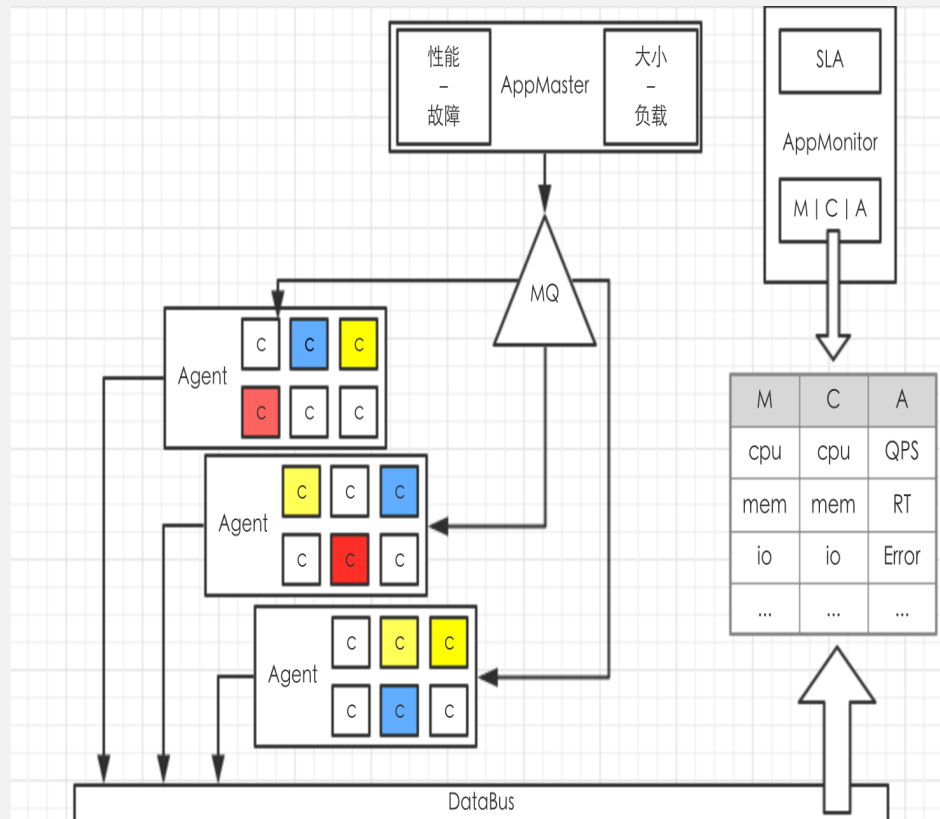 性能
–
故障
AppMaster
大小
–
负载
SLA
AppMonitor
M | C | A
MQ
Agent
C C C
C C C
Agent
C C C
C C C
Agent
C C C
C C C
M C A
cpu cpu QPS
mem mem RT
io io Error
... ... ...
DataBus